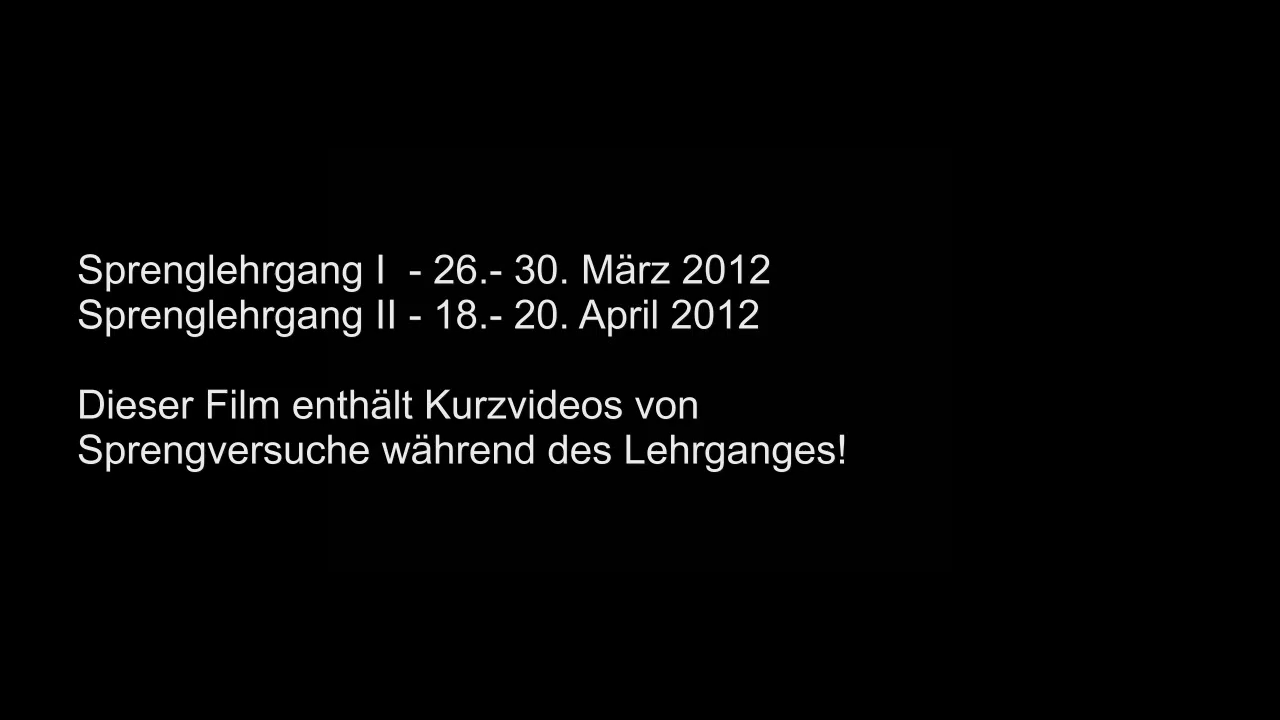 Sprenglehrgang I  - 26.- 30. März 2012
Sprenglehrgang II - 18.- 20. April 2012
Dieser Film enthält Kurzvideos von
Sprengversuche während des Lehrganges!